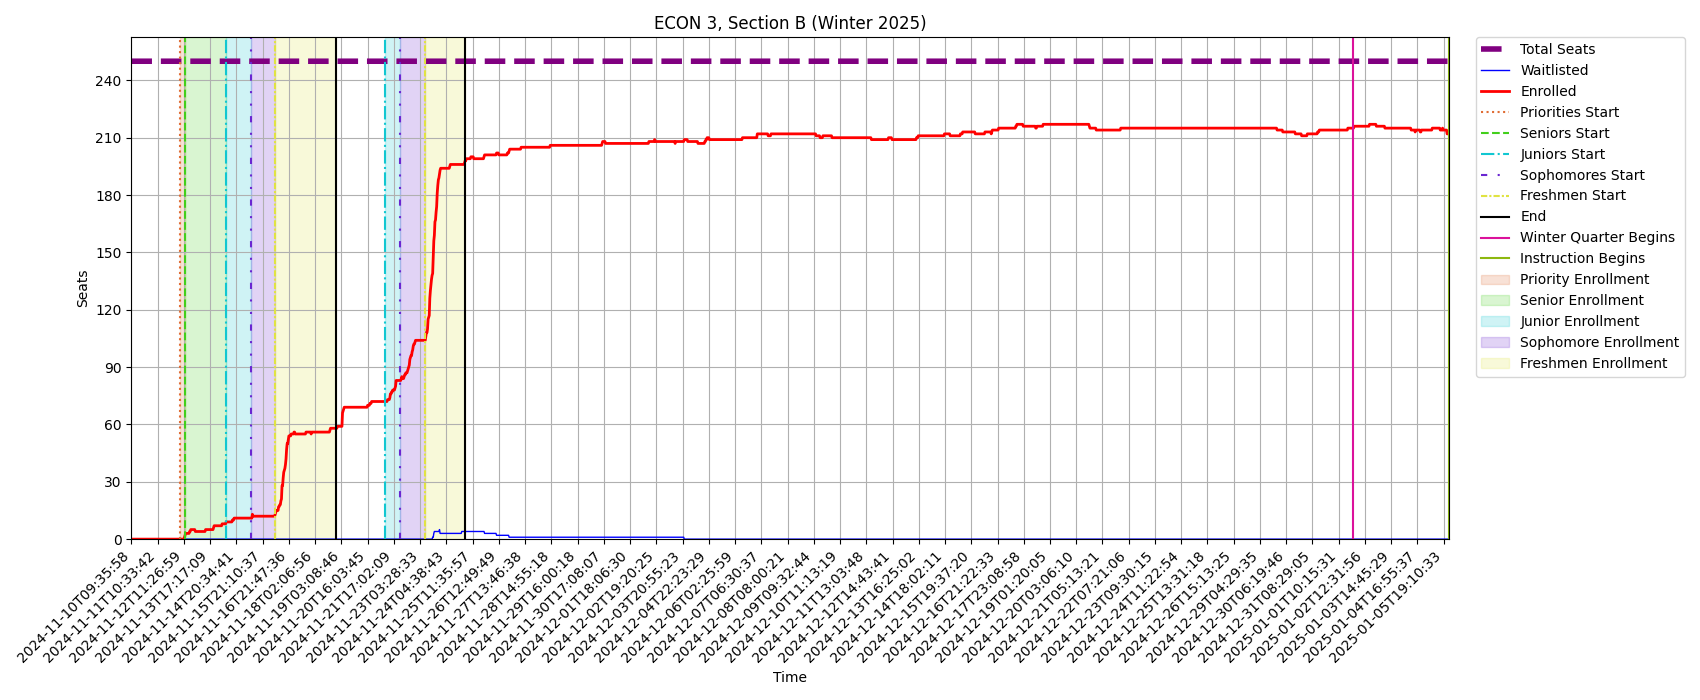 ECON 3, Section B (Winter 2025)
Seats
240
210
180
150
120
90
60
30
0
2024-11-10T09:35:58
2024-11-11T10:33:42
2024-11-12T11:26:59
2024-11-13T17:17:09
2024-11-14T20:34:41
2024-11-15T21:10:37
2024-11-16T21:47:36
2024-11-18T02:06:56
2024-11-19T03:08:46
2024-11-20T16:03:45
2024-11-21T17:02:09
2024-11-23T03:28:33
2024-11-24T04:38:43
2024-11-25T11:35:57
2024-11-26T12:49:49
2024-11-27T13:46:38
2024-11-28T14:55:18
2024-11-29T16:00:18
2024-11-30T17:08:07
2024-12-01T18:06:30
2024-12-02T19:20:25
2024-12-03T20:55:23
2024-12-04T22:23:29
2024-12-06T02:25:59
2024-12-07T06:30:37
2024-12-08T08:00:21
2024-12-09T09:32:44
2024-12-10T11:13:19
2024-12-11T13:03:48
2024-12-12T14:43:41
2024-12-13T16:25:02
2024-12-14T18:02:11
2024-12-15T19:37:20
2024-12-16T21:22:33
2024-12-17T23:08:58
2024-12-19T01:20:05
2024-12-20T03:06:10
2024-12-21T05:13:21
2024-12-22T07:21:06
2024-12-23T09:30:15
2024-12-24T11:22:54
2024-12-25T13:31:18
2024-12-26T15:13:25
2024-12-29T04:29:35
2024-12-30T06:19:46
2024-12-31T08:29:05
2025-01-01T10:15:31
2025-01-02T12:31:56
2025-01-03T14:45:29
2025-01-04T16:55:37
2025-01-05T19:10:33
Time
Total Seats
Waitlisted
Enrolled
Priorities Start
Seniors Start
Juniors Start
Sophomores Start
Freshmen Start
End
Winter Quarter Begins
Instruction Begins
Priority Enrollment
Senior Enrollment
Junior Enrollment
Sophomore Enrollment
Freshmen Enrollment